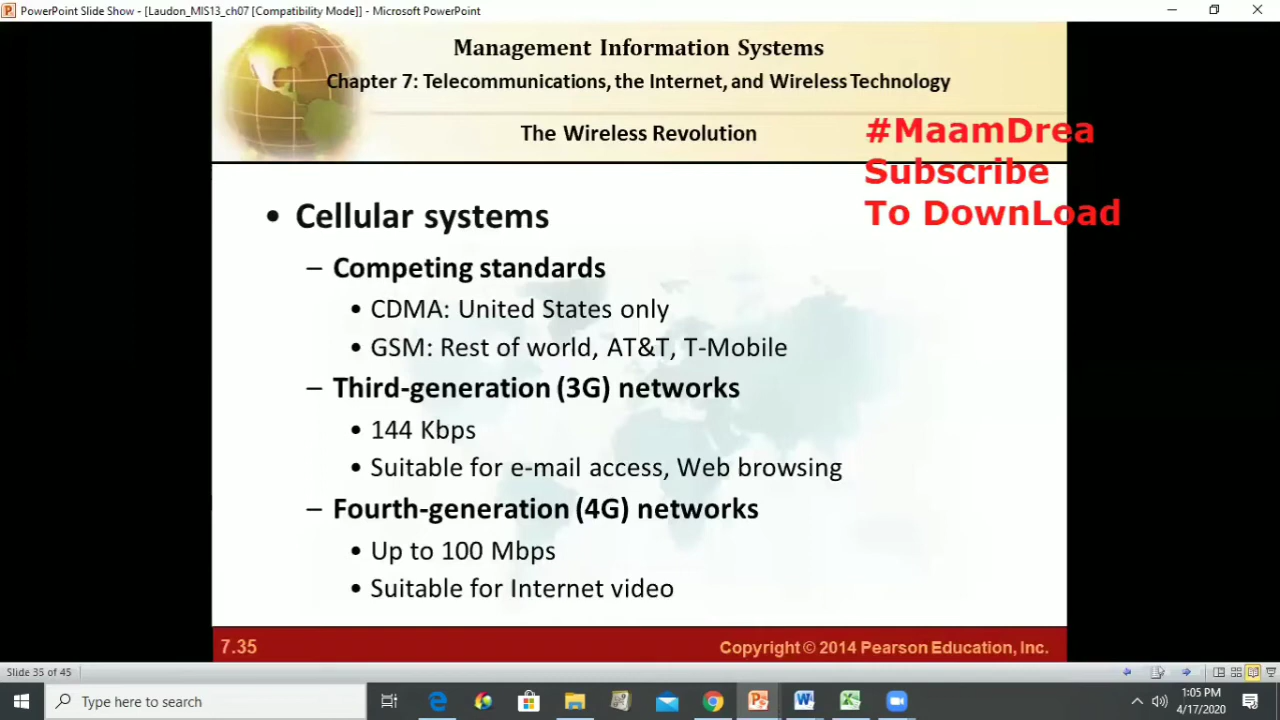 PowerPoint Slide Show - [Laudon_MIS13_ch07 [Compatibility Mode]] - Microsoft PowerPoint
Management Information Systems
Chapter 7: Telecommunications, the Internet, and Wireless Technology
The Wireless Revolution
#MaamDrea
Subscribe
To DownLoad
• Cellular systems
– Competing standards
• CDMA: United States only
• GSM: Rest of world, AT&T, T-Mobile
– Third-generation (3G) networks
• 144 Kbps
• Suitable for e-mail access, Web browsing
– Fourth-generation (4G) networks
• Up to 100 Mbps
• Suitable for Internet video
7.35
Copyright © 2014 Pearson Education, Inc.
Slide 35 of 45
Type here to search
1:05 PM
4/17/2020